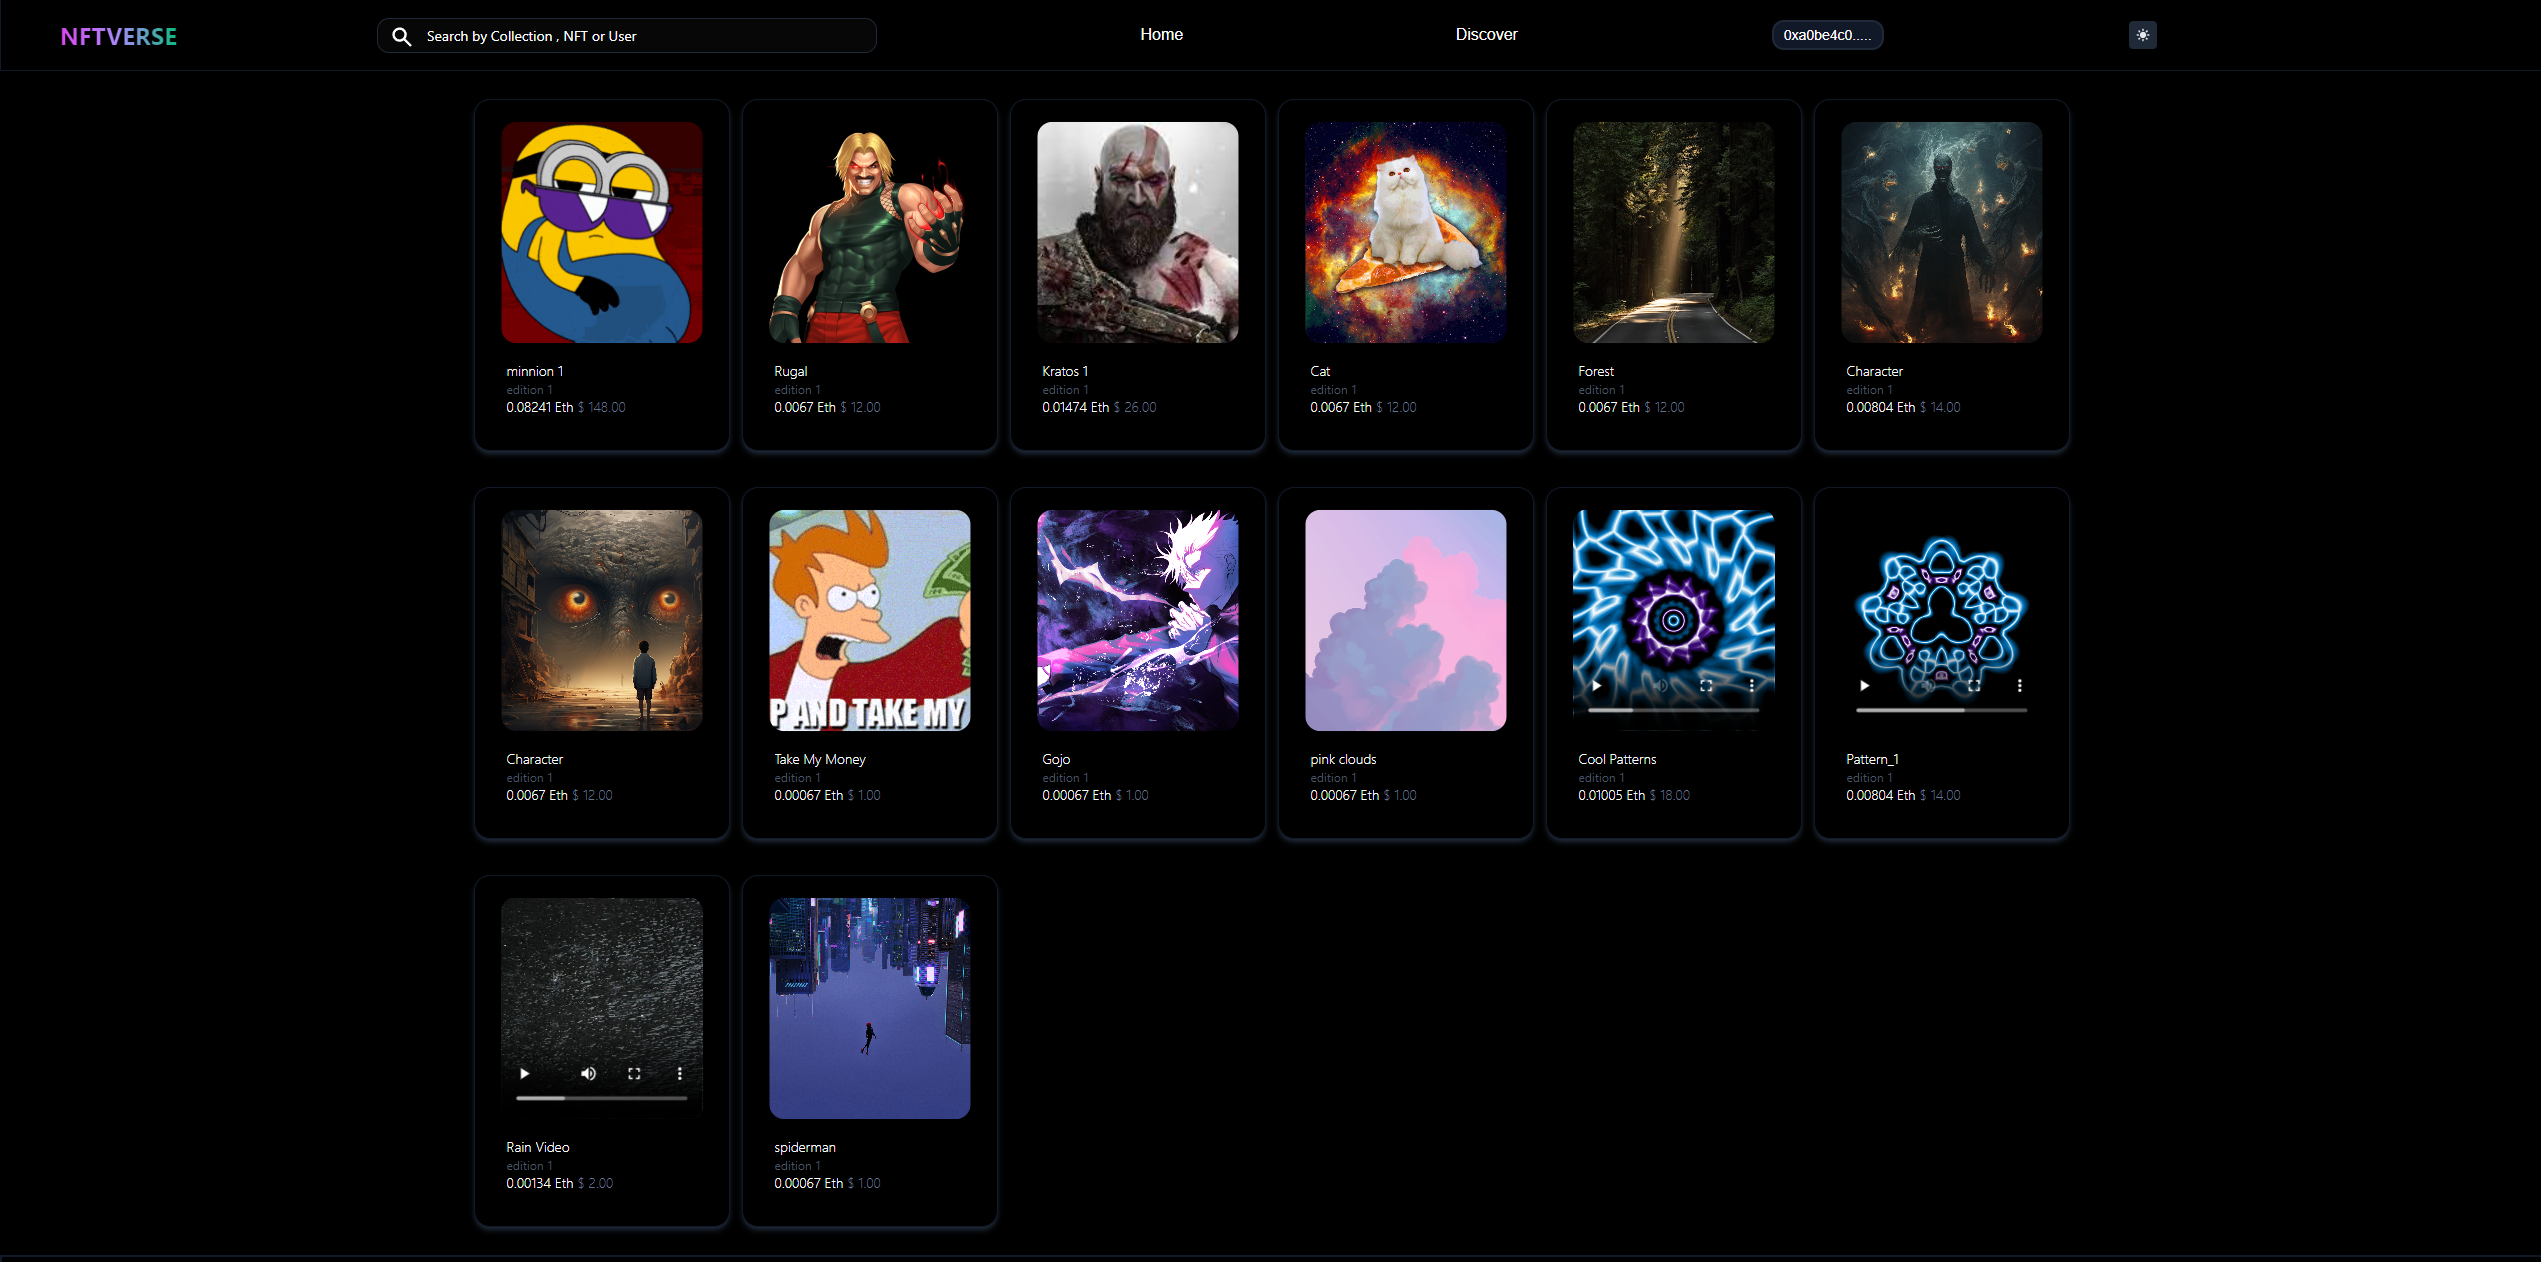 NFTVERSE
Search by Collection , NFT or User
Home
Discover
0xa0be4c0.....
minnion 1
edition 1
0.08241 Eth $ 148.00
Rugal
edition 1
0.0067 Eth $ 12.00
Kratos 1
edition 1
0.01474 Eth $ 26.00
Cat
edition 1
0.0067 Eth $ 12.00
Forest
edition 1
0.0067 Eth $ 12.00
Character
edition 1
0.00804 Eth $ 14.00
P AND TAKE MY
Character
edition 1
0.0067 Eth $ 12.00
Take My Money
edition 1
0.00067 Eth $ 1.00
Gojo
edition 1
0.00067 Eth $ 1.00
pink clouds
edition 1
0.00067 Eth $ 1.00
Cool Patterns
edition 1
0.01005 Eth $ 18.00
Pattern_1
edition 1
0.00804 Eth $ 14.00
Rain Video
edition 1
0.00134 Eth $ 2.00
spiderman
edition 1
0.00067 Eth $ 1.00